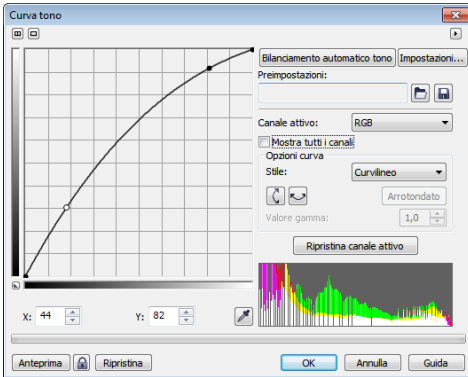 Curva tono
Bilanciamento automatico tono
Impostazioni...
Preimpostazioni:
Canale attivo:
RGB
Mostra tutti i canali
Opzioni curva
Stile:
Curvilineo
Arrotondato
Valore gamma:
1,0
Ripristina canale attivo
X: 44
Y: 82
Anteprima
Ripristina
OK
Annulla
Guida